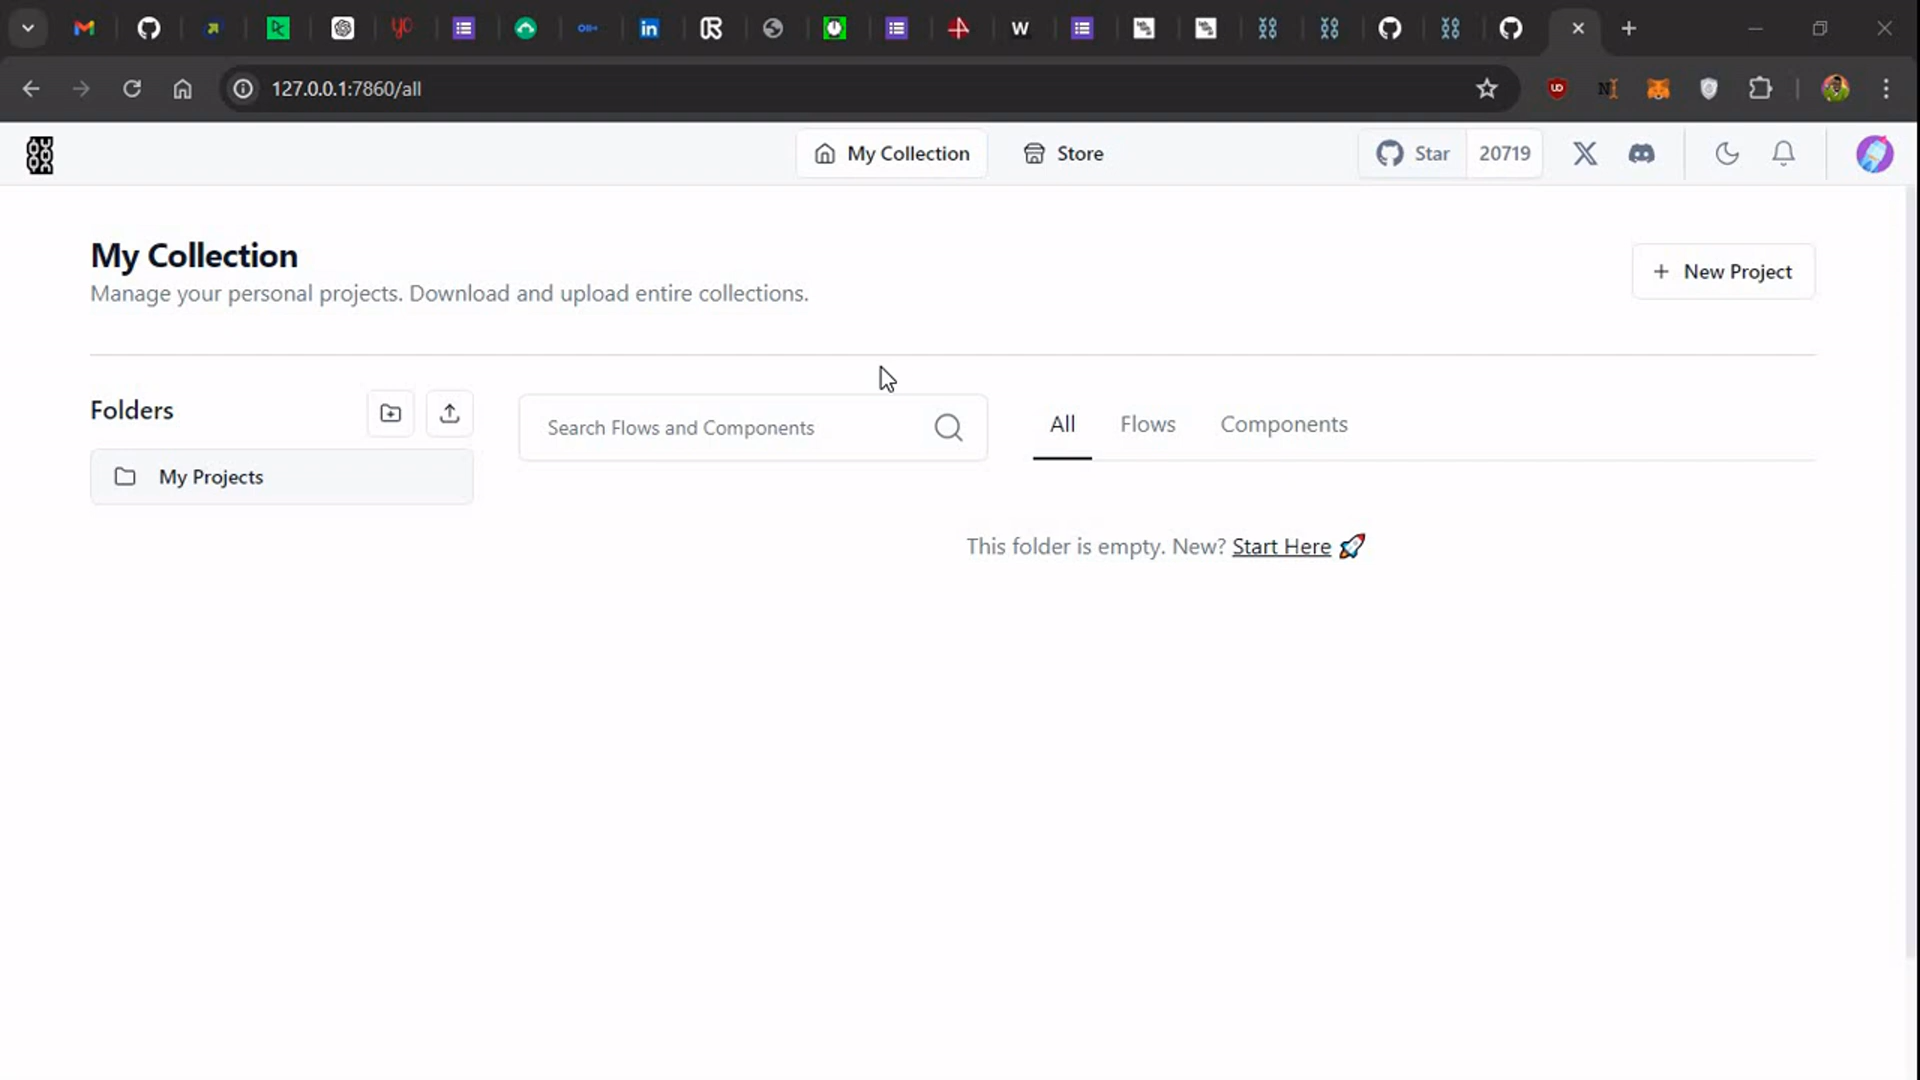 127.0.0.1:7860/all
My Collection
Store
Star
20719
My Collection
Manage your personal projects. Download and upload entire collections.
+ New Project
Folders
Search Flows and Components
All
Flows
Components
My Projects
This folder is empty. New? Start Here 🚀